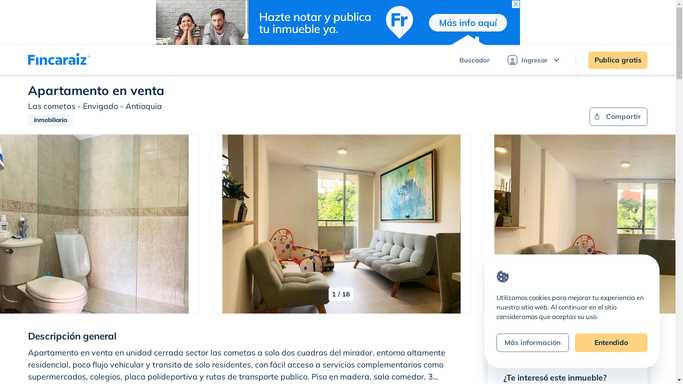 Hazte notar y publica
tu inmueble ya.
Fr
Más info aquí
Fincaraíz
Buscador
Ingresar
Publica gratis
Apartamento en venta
Las cometas - Envigado - Antioquia
Inmobiliaria
Compartir
1 / 16
Utilizamos cookies para mejorar tu experiencia en
nuestro sitio web. Al continuar en el sitio
consideramos que aceptas su uso.
Más información
Entendido
Descripción general
Apartamento en venta en unidad cerrada sector las cometas a solo dos cuadras del mirador, entorno altamente
residencial, poco flujo vehicular y transito de solo residentes, con fácil acceso a servicios complementarios como
supermercados, colegios, placa polideportiva y rutas de transporte publico. Piso en madera, sala comedor, 3...
¿Te interesó este inmueble?